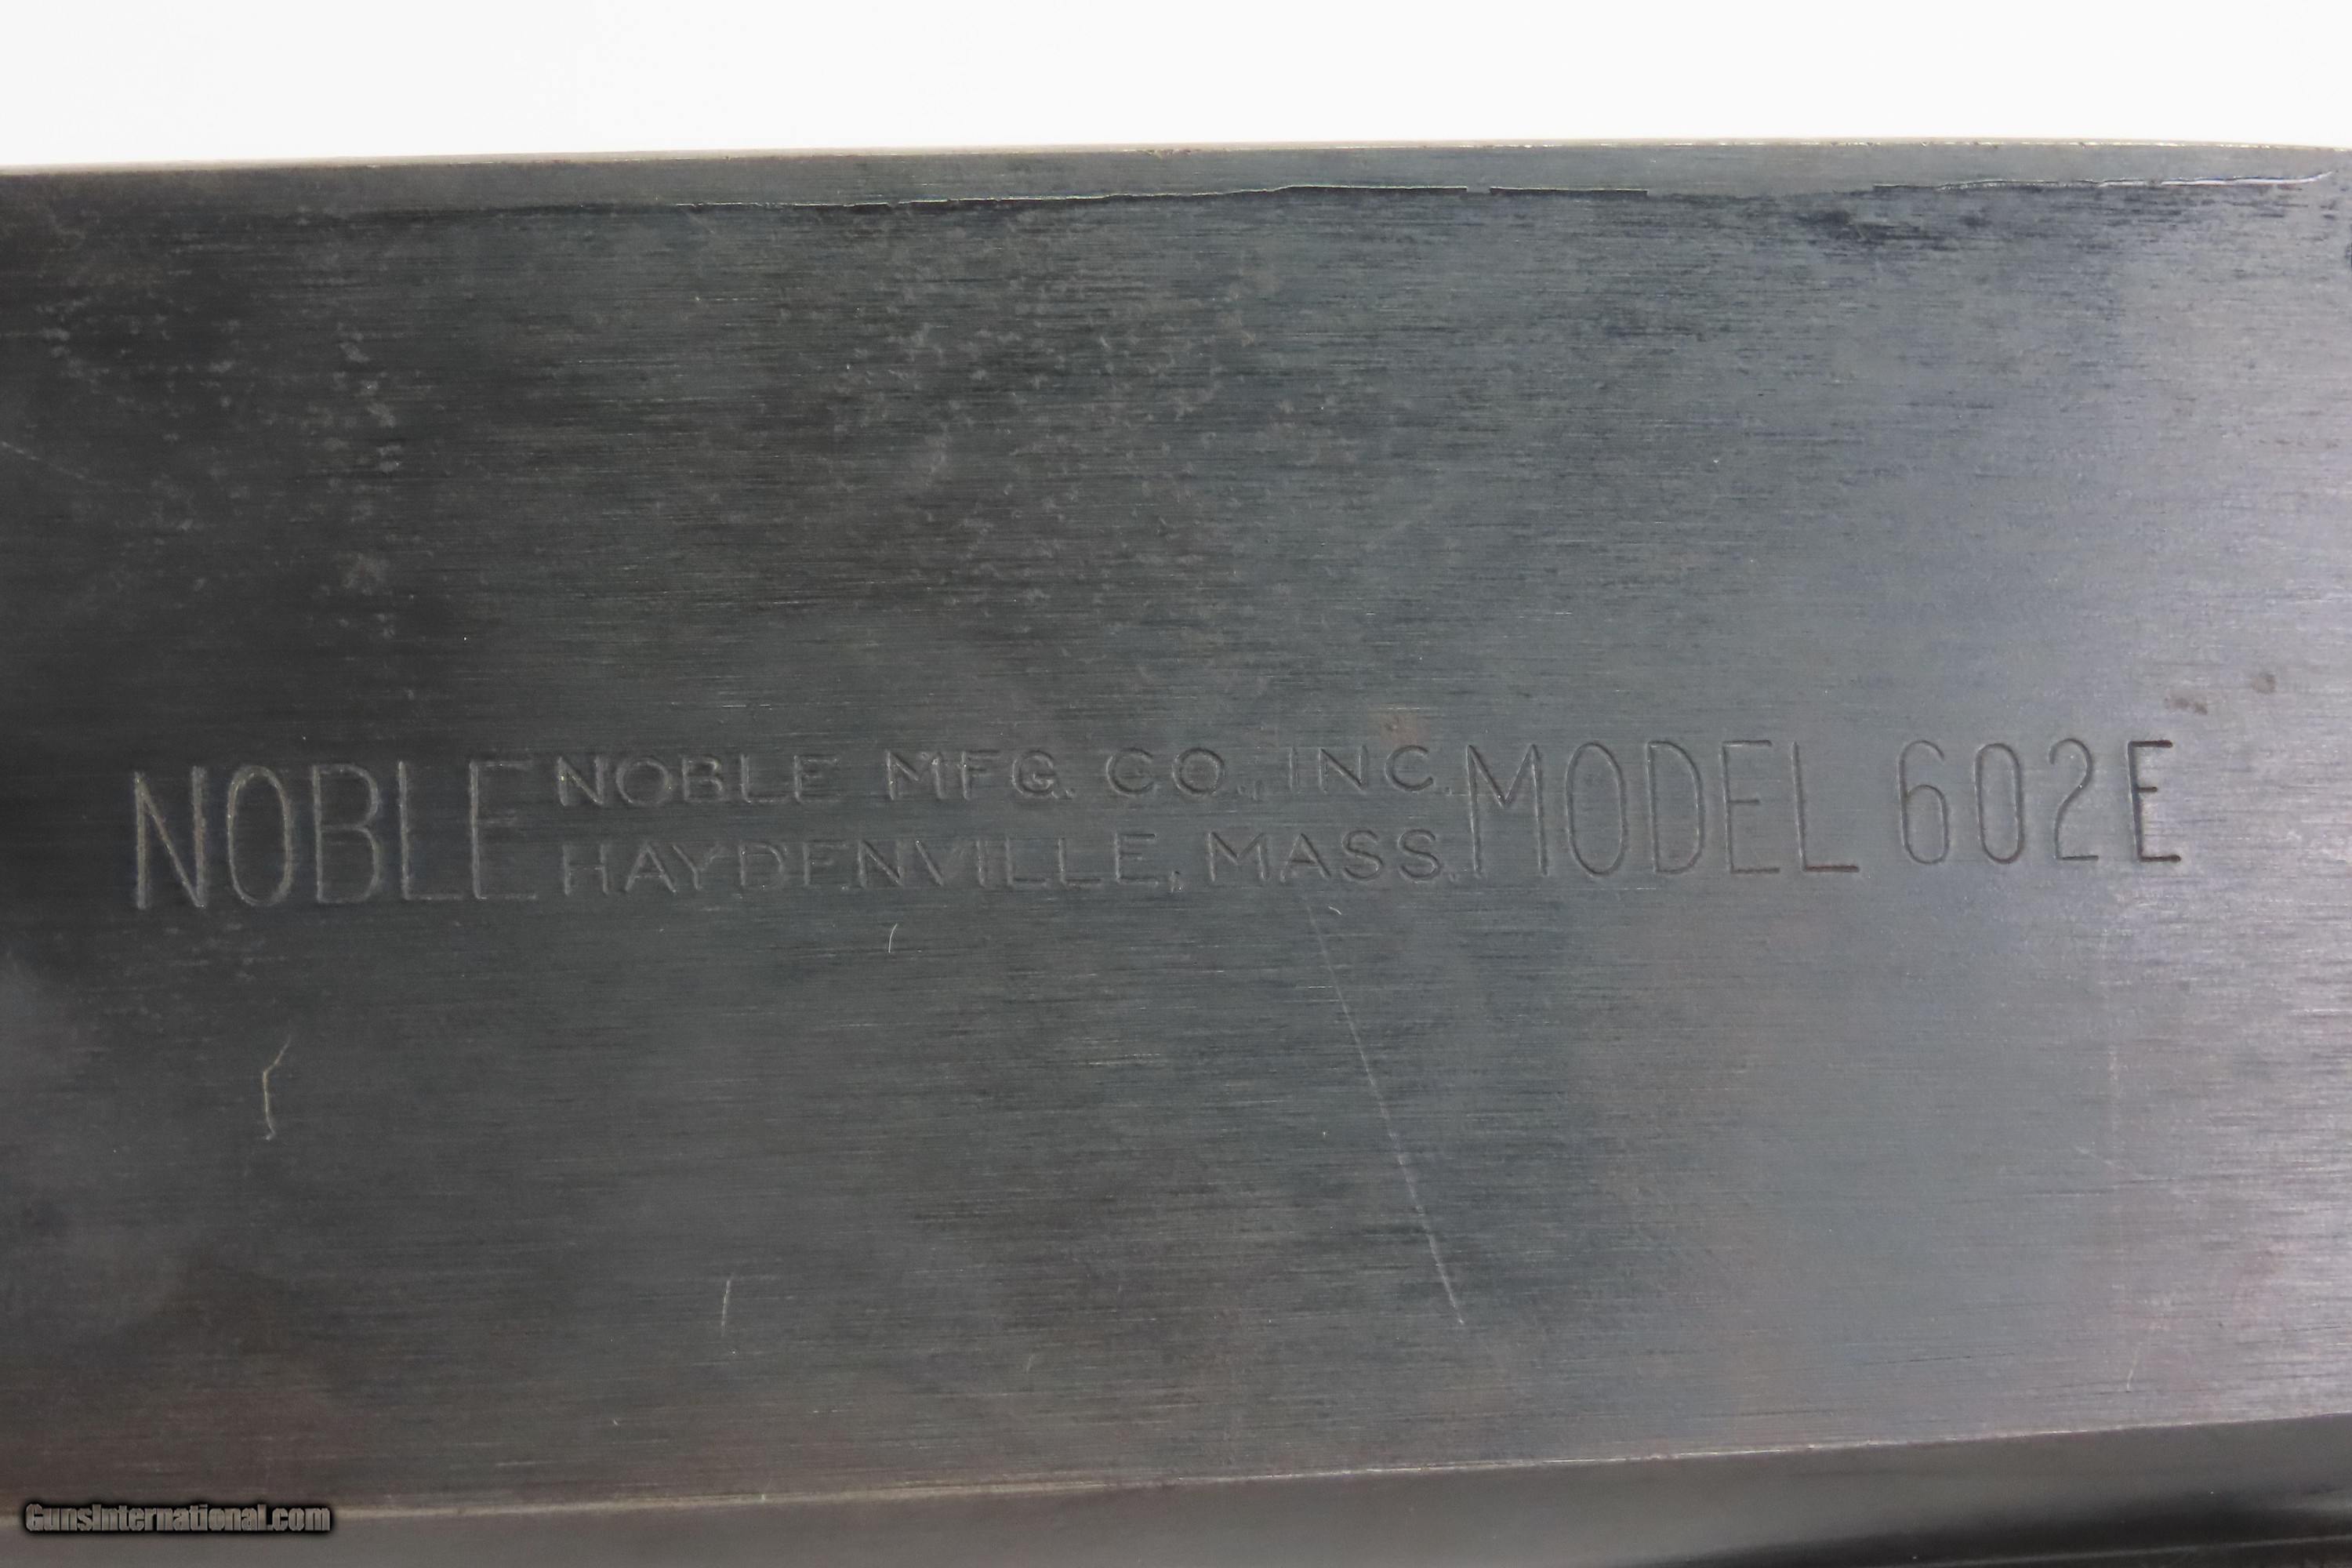 NOBLE NOBLE MFG. CO., INC. MODEL 602E
HAYDENVILLE, MASS.
GunsInternational.com